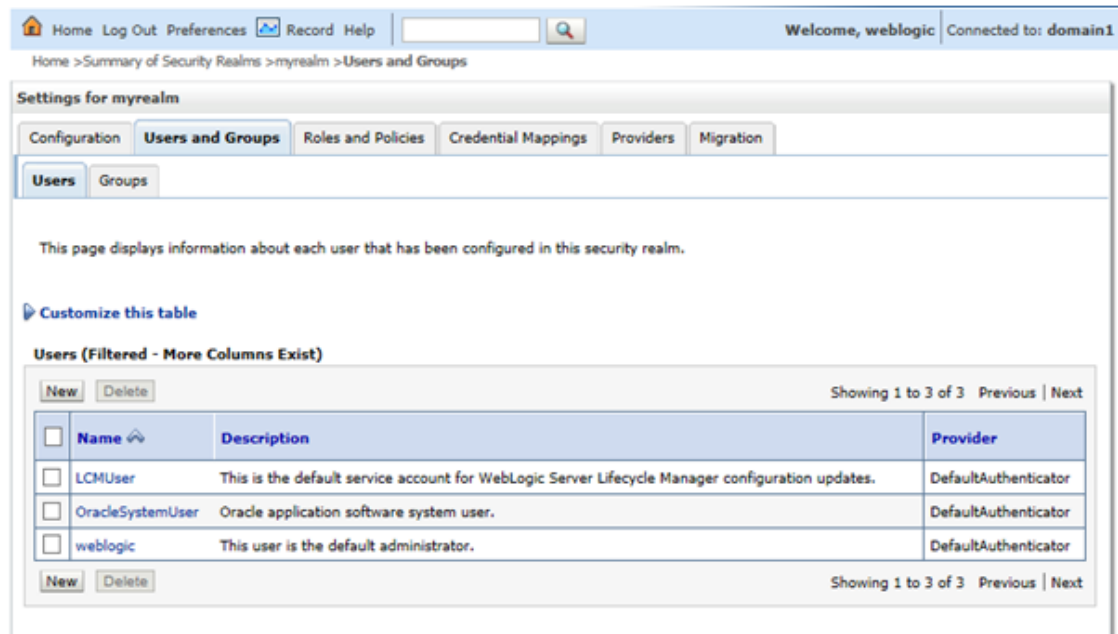 Home Log Out Preferences Record Help Welcome, weblogic Connected to: domain1
Home >Summary of Security Realms >myrealm >Users and Groups
Settings for myrealm
Configuration Users and Groups Roles and Policies Credential Mappings Providers Migration
Users Groups
This page displays information about each user that has been configured in this security realm.
Customize this table
Users (Filtered - More Columns Exist)
New Delete Showing 1 to 3 of 3 Previous | Next
Name Description Provider
LCMUser This is the default service account for WebLogic Server Lifecycle Manager configuration updates. DefaultAuthenticator
OracleSystemUser Oracle application software system user. DefaultAuthenticator
weblogic This user is the default administrator. DefaultAuthenticator
New Delete Showing 1 to 3 of 3 Previous | Next